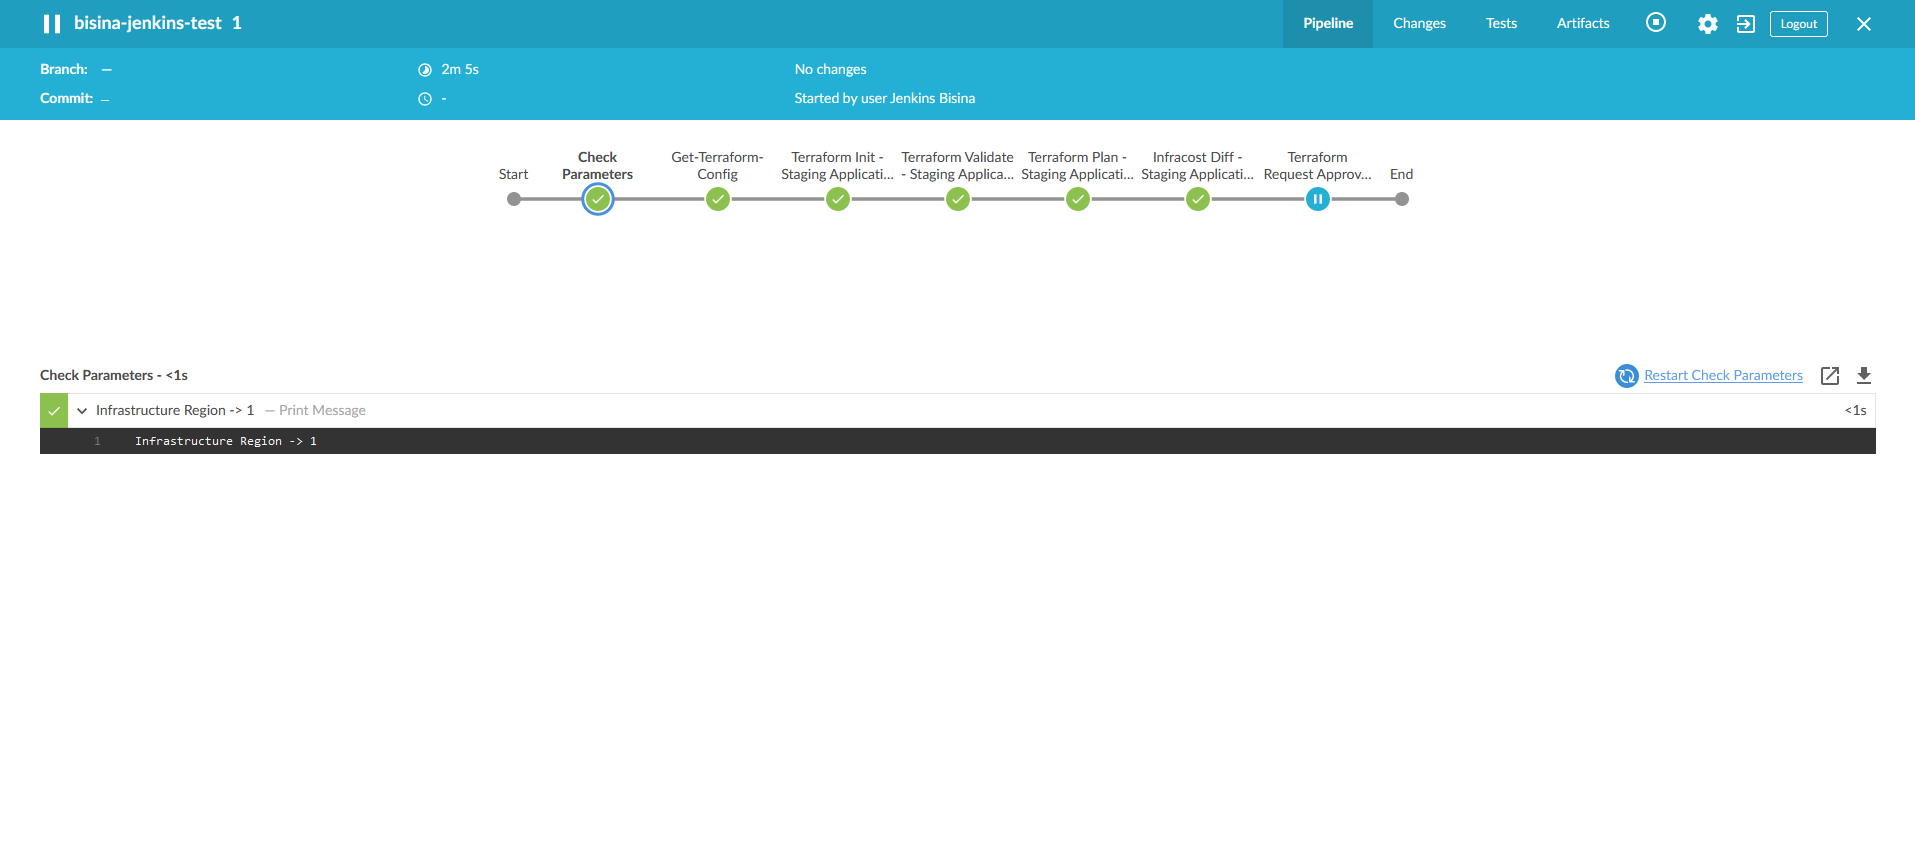 bisina-jenkins-test 1
Pipeline
Changes
Tests
Artifacts
Logout
Branch: —
2m 5s
No changes
Commit: —
-
Started by user Jenkins Bisina
Start
Check
Parameters
Get-Terraform-
Config
Terraform Init -
Staging Applicati...
Terraform Validate
- Staging Applica...
Terraform Plan -
Staging Applicati...
Infracost Diff -
Staging Applicati...
Terraform
Request Approv...
End
Check Parameters - <1s
Restart Check Parameters
Infrastructure Region -> 1 — Print Message
<1s
1 Infrastructure Region -> 1